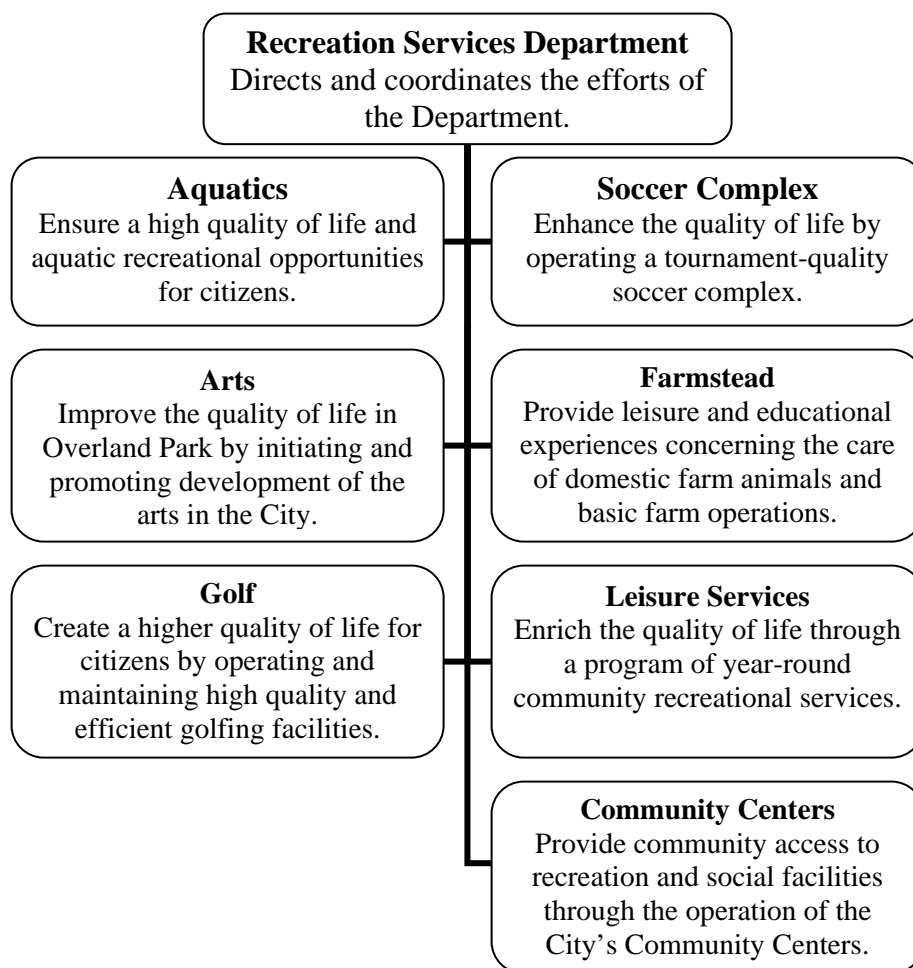 Recreation Services Department
Directs and coordinates the efforts of
the Department.
Aquatics
Ensure a high quality of life and
aquatic recreational opportunities
for citizens.
Soccer Complex
Enhance the quality of life by
operating a tournament-quality
soccer complex.
Arts
Improve the quality of life in
Overland Park by initiating and
promoting development of the
arts in the City.
Farmstead
Provide leisure and educational
experiences concerning the care
of domestic farm animals and
basic farm operations.
Golf
Create a higher quality of life for
citizens by operating and
maintaining high quality and
efficient golfing facilities.
Leisure Services
Enrich the quality of life through
a program of year-round
community recreational services.
Community Centers
Provide community access to
recreation and social facilities
through the operation of the
City’s Community Centers.